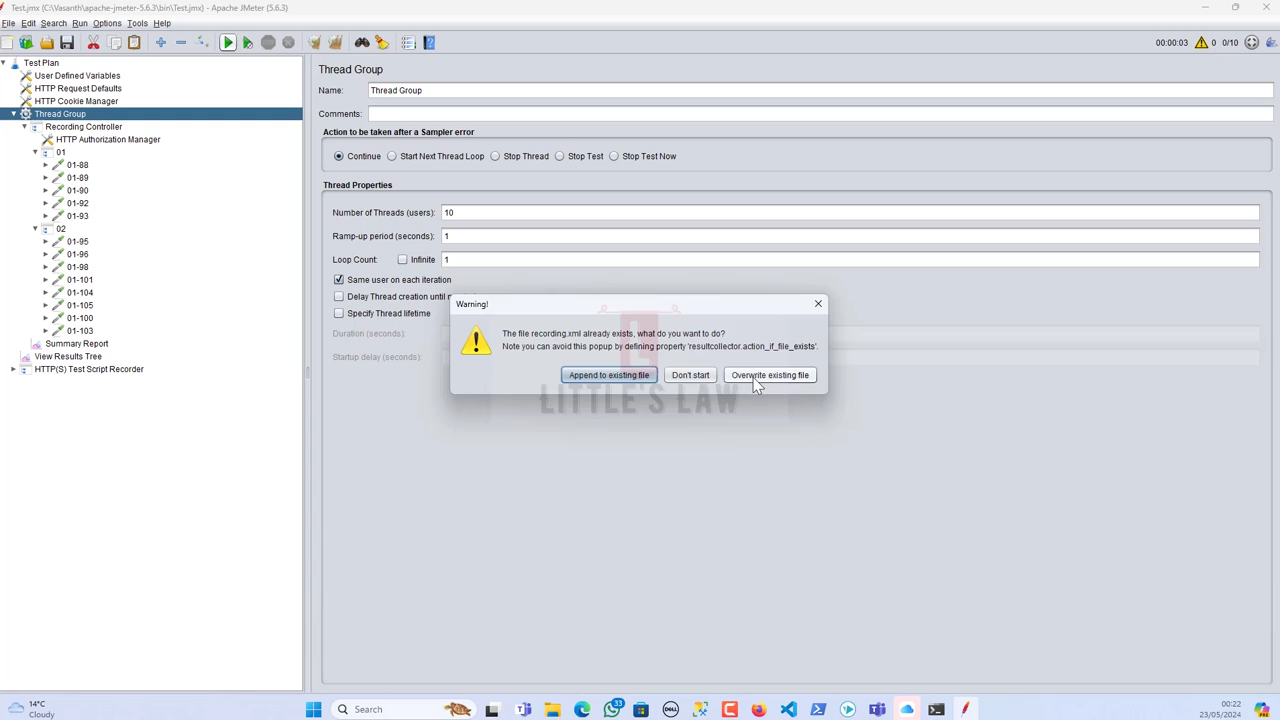 Test.jmx (C:\Vasanth\apache-jmeter-5.6.3\bin\Test.jmx) - Apache JMeter (5.6.3)
File Edit Search Run Options Tools Help
00:00:03 0 0/10
Test Plan
User Defined Variables
HTTP Request Defaults
HTTP Cookie Manager
Thread Group
Recording Controller
HTTP Authorization Manager
01
01-88
01-89
01-90
01-92
01-93
02
01-95
01-96
01-98
01-101
01-104
01-105
01-100
01-103
Summary Report
View Results Tree
HTTP(S) Test Script Recorder
Thread Group
Name: Thread Group
Comments:
Action to be taken after a Sampler error
Continue Start Next Thread Loop Stop Thread Stop Test Stop Test Now
Thread Properties
Number of Threads (users): 10
Ramp-up period (seconds): 1
Loop Count: Infinite 1
Same user on each iteration
Delay Thread creation until
Specify Thread lifetime
Duration (seconds):
Startup delay (seconds):
Warning!
The file recording.xml already exists, what do you want to do?
Note you can avoid this popup by defining property 'resultcollector.action_if_file_exists'.
Append to existing file Don't start Overwrite existing file
LITTLE'S LAW
14°C
Cloudy
Search
33
00:22
23/05/2024